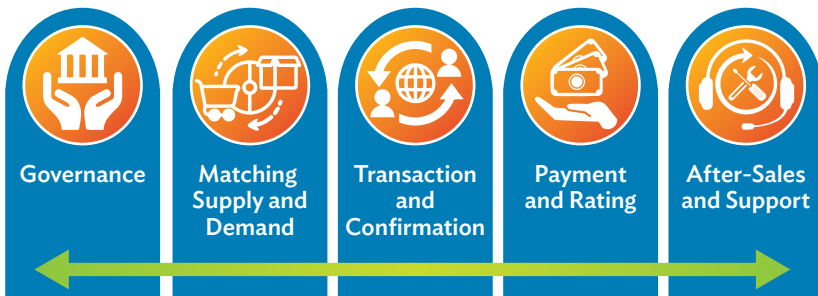 Governance
Matching
Supply and
Demand
Transaction
and
Confirmation
Payment
and Rating
After-Sales
and Support